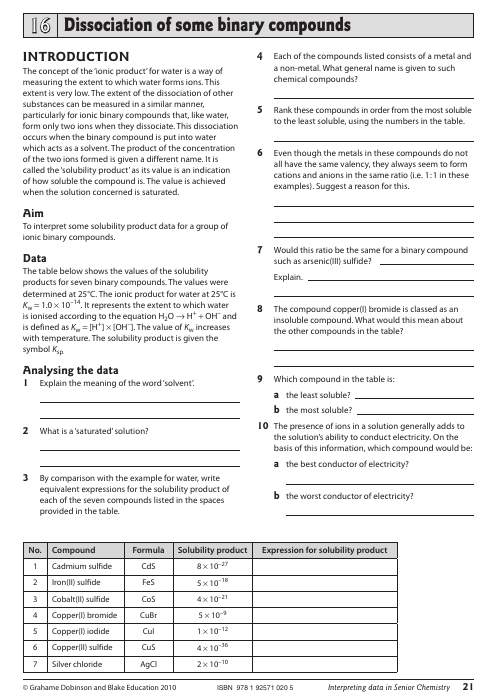 16 Dissociation of some binary compounds
INTRODUCTION
The concept of the 'ionic product' for water is a way of
measuring the extent to which water forms ions. This
extent is very low. The extent of the dissociation of other
substances can be measured in a similar manner,
particularly for ionic binary compounds that, like water,
form only two ions when they dissociate. This dissociation
occurs when the binary compound is put into water
which acts as a solvent. The product of the concentration
of the two ions formed is given a different name. It is
called the 'solubility product' as its value is an indication
of how soluble the compound is. The value is achieved
when the solution concerned is saturated.
Aim
To interpret some solubility product data for a group of
ionic binary compounds.
Data
The table below shows the values of the solubility
products for seven binary compounds. The values were
determined at 25°C. The ionic product for water at 25°C is
Kw = 1.0 × 10⁻¹⁴. It represents the extent to which water
is ionised according to the equation H₂O → H⁺ + OH⁻ and
is defined as Kw = [H⁺] × [OH⁻]. The value of Kw increases
with temperature. The solubility product is given the
symbol Ksp.
Analysing the data
1 Explain the meaning of the word 'solvent'.
2 What is a 'saturated' solution?
3 By comparison with the example for water, write
equivalent expressions for the solubility product of
each of the seven compounds listed in the spaces
provided in the table.
4 Each of the compounds listed consists of a metal and
a non-metal. What general name is given to such
chemical compounds?
5 Rank these compounds in order from the most soluble
to the least soluble, using the numbers in the table.
6 Even though the metals in these compounds do not
all have the same valency, they always seem to form
cations and anions in the same ratio (i.e. 1:1 in these
examples). Suggest a reason for this.
7 Would this ratio be the same for a binary compound
such as arsenic(III) sulfide?
Explain.
8 The compound copper(I) bromide is classed as an
insoluble compound. What would this mean about
the other compounds in the table?
9 Which compound in the table is:
a the least soluble?
b the most soluble?
10 The presence of ions in a solution generally adds to
the solution's ability to conduct electricity. On the
basis of this information, which compound would be:
a the best conductor of electricity?
b the worst conductor of electricity?
No. Compound Formula Solubility product Expression for solubility product
1 Cadmium sulfide CdS 8 × 10⁻²⁷
2 Iron(II) sulfide FeS 5 × 10⁻¹⁸
3 Cobalt(II) sulfide CoS 4 × 10⁻²¹
4 Copper(I) bromide CuBr 5 × 10⁻⁹
5 Copper(I) iodide CuI 1 × 10⁻¹²
6 Copper(II) sulfide CuS 4 × 10⁻³⁶
7 Silver chloride AgCl 2 × 10⁻¹⁰
© Grahame Dobinson and Blake Education 2010 ISBN 978 1 92571 020 5 Interpreting data in Senior Chemistry 21